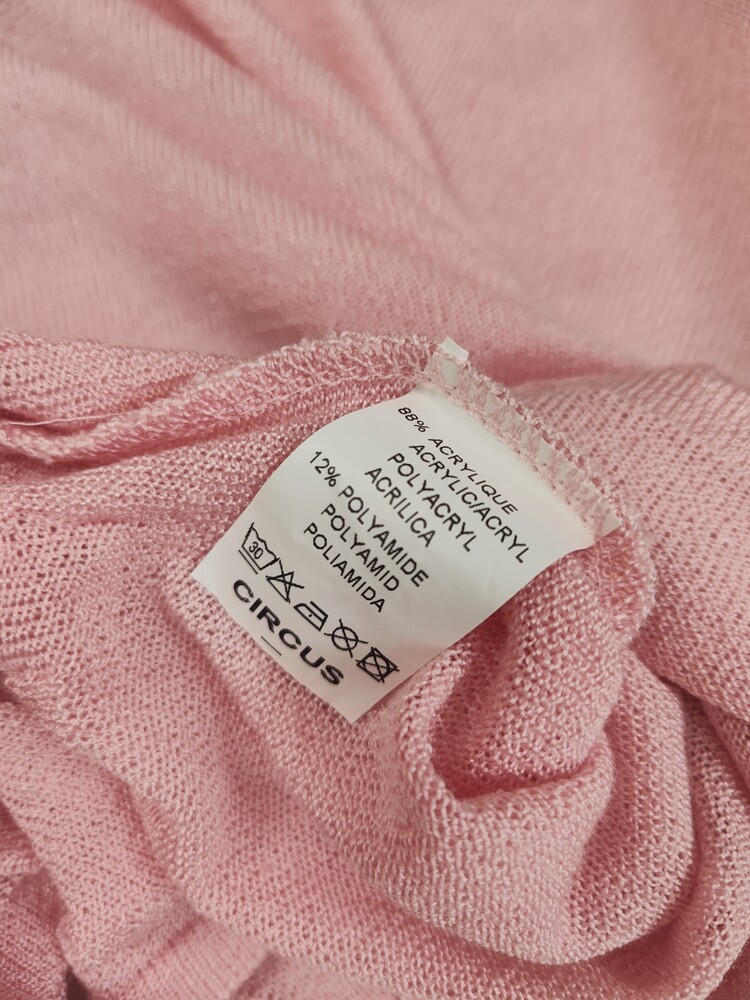 88% ACRYLIQUE
ACRYLIC/ACRYL
POLYACRYL
ACRILICA
12% POLYAMIDE
POLYAMID
POLIAMIDA
30
CIRCUS